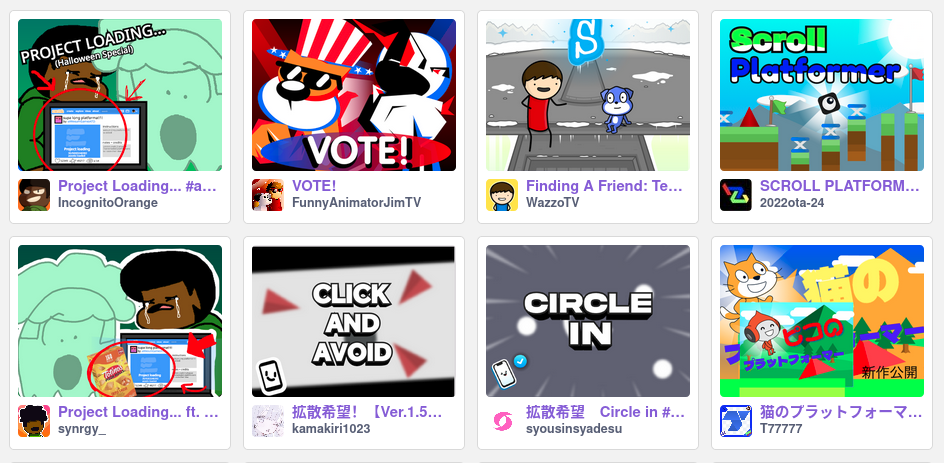 PROJECT LOADING...
(Halloween Special)
Project Loading... #a...
IncognitoOrange
VOTE!
VOTE!
FunnyAnimatorJimTV
S
Finding A Friend: Te...
WazzoTV
Scroll
Platformer
SCROLL PLATFORM...
2022ota-24
Project Loading... ft. ...
synrgy_
CLICK
AND
AVOID
拡散希望！【Ver.1.5...
kamakiri1023
CIRCLE
IN
拡散希望　Circle in #...
syousinsyadesu
猫の
ピコの
プラットフォーマー
新作公開
猫のプラットフォーマ...
T77777